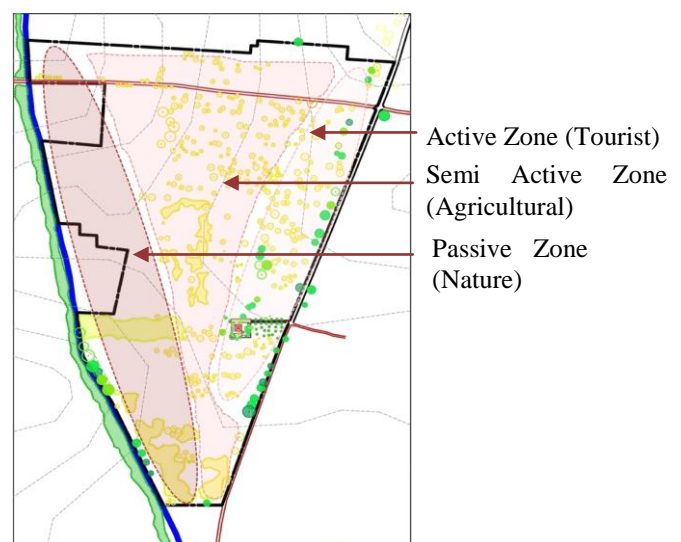 Active Zone (Tourist)
Semi Active Zone
(Agricultural)
Passive Zone
(Nature)